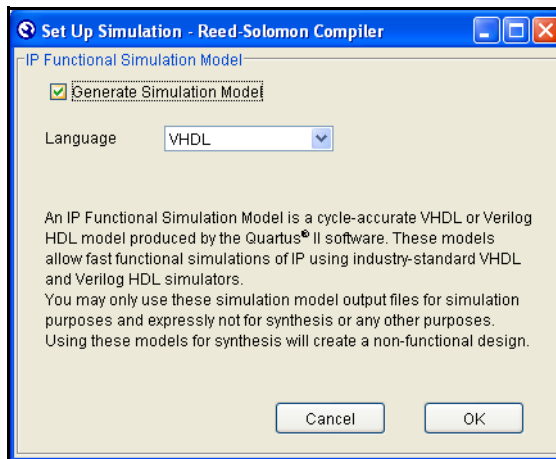 Set Up Simulation - Reed-Solomon Compiler
IP Functional Simulation Model
Generate Simulation Model
Language VHDL
An IP Functional Simulation Model is a cycle-accurate VHDL or Verilog
HDL model produced by the Quartus® II software. These models
allow fast functional simulations of IP using industry-standard VHDL
and Verilog HDL simulators.
You may only use these simulation model output files for simulation
purposes and expressly not for synthesis or any other purposes.
Using these models for synthesis will create a non-functional design.
Cancel OK